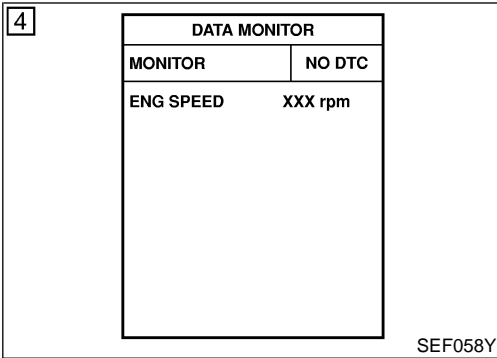 4
DATA MONITOR
MONITOR NO DTC
ENG SPEED XXX rpm
SEF058Y